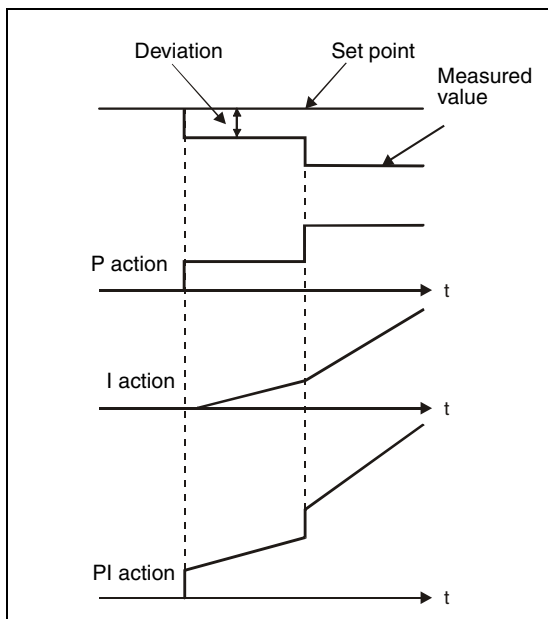 Deviation
Set point
Measured
value
P action
t
I action
t
PI action
t